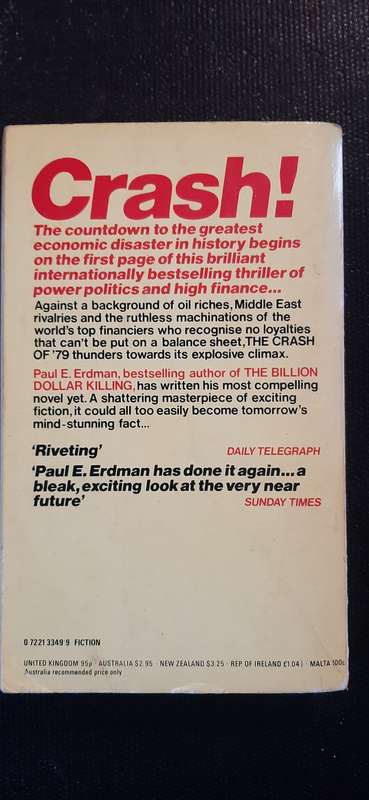 Crash!
The countdown to the greatest
economic disaster in history begins
on the first page of this brilliant
internationally bestselling thriller of
power politics and high finance...
Against a background of oil riches, Middle East
rivalries and the ruthless machinations of the
world's top financiers who recognise no loyalties
that can't be put on a balance sheet, THE CRASH
OF '79 thunders towards its explosive climax.
Paul E. Erdman, bestselling author of THE BILLION
DOLLAR KILLING, has written his most compelling
novel yet. A shattering masterpiece of exciting
fiction, it could all too easily become tomorrow's
mind-stunning fact...
'Riveting' DAILY TELEGRAPH
'Paul E. Erdman has done it again... a
bleak, exciting look at the very near
future' SUNDAY TIMES
0 7221 3349 9 FICTION
UNITED KINGDOM 95p · AUSTRALIA $2.95 · NEW ZEALAND $3.25 · REP. OF IRELAND £1.04½ · MALTA 100c
Australia recommended price only